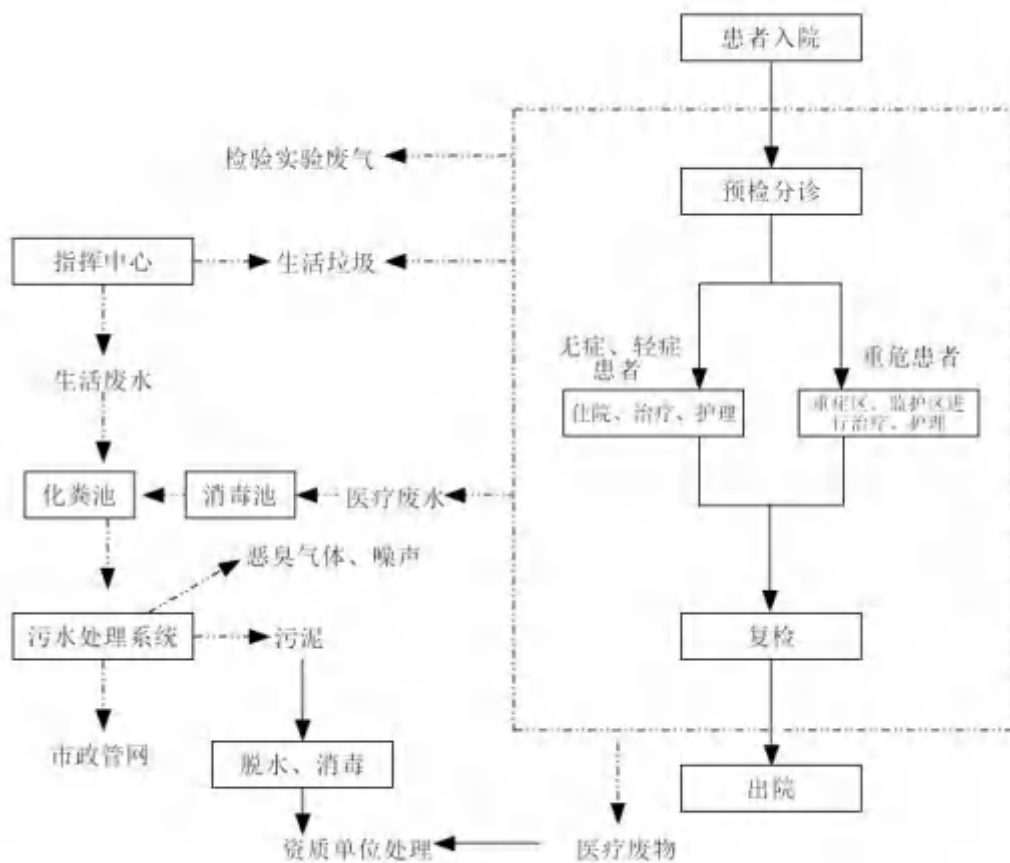 患者入院
检验实验废气
预检分诊
指挥中心
生活垃圾
无症、轻症
患者
重危患者
生活废水
住院、治疗、护理
重症区、监护区进
行治疗、护理
化粪池
消毒池
医疗废水
恶臭气体、噪声
污水处理系统
污泥
复检
市政管网
脱水、消毒
出院
资质单位处理
医疗废物